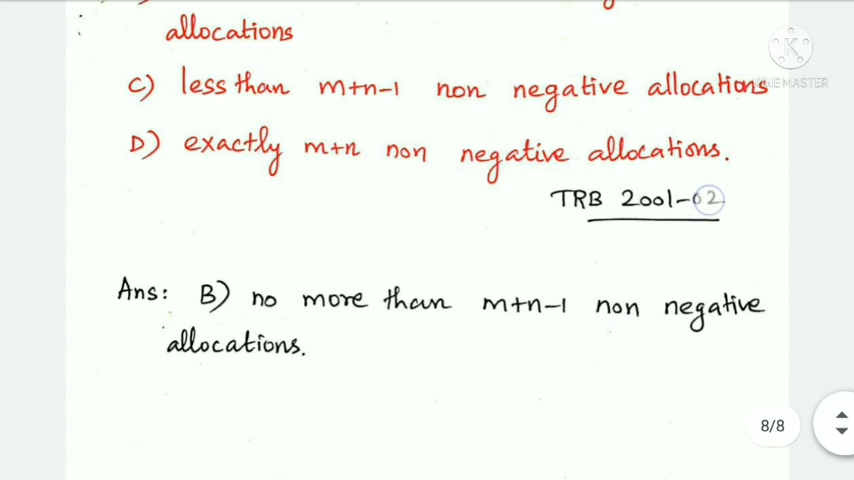 allocations
c) less than m+n-1 non negative allocations
D) exactly m+n non negative allocations.
TRB 2001-02
Ans: B) no more than m+n-1 non negative
allocations.
K
KINEMASTER
8/8